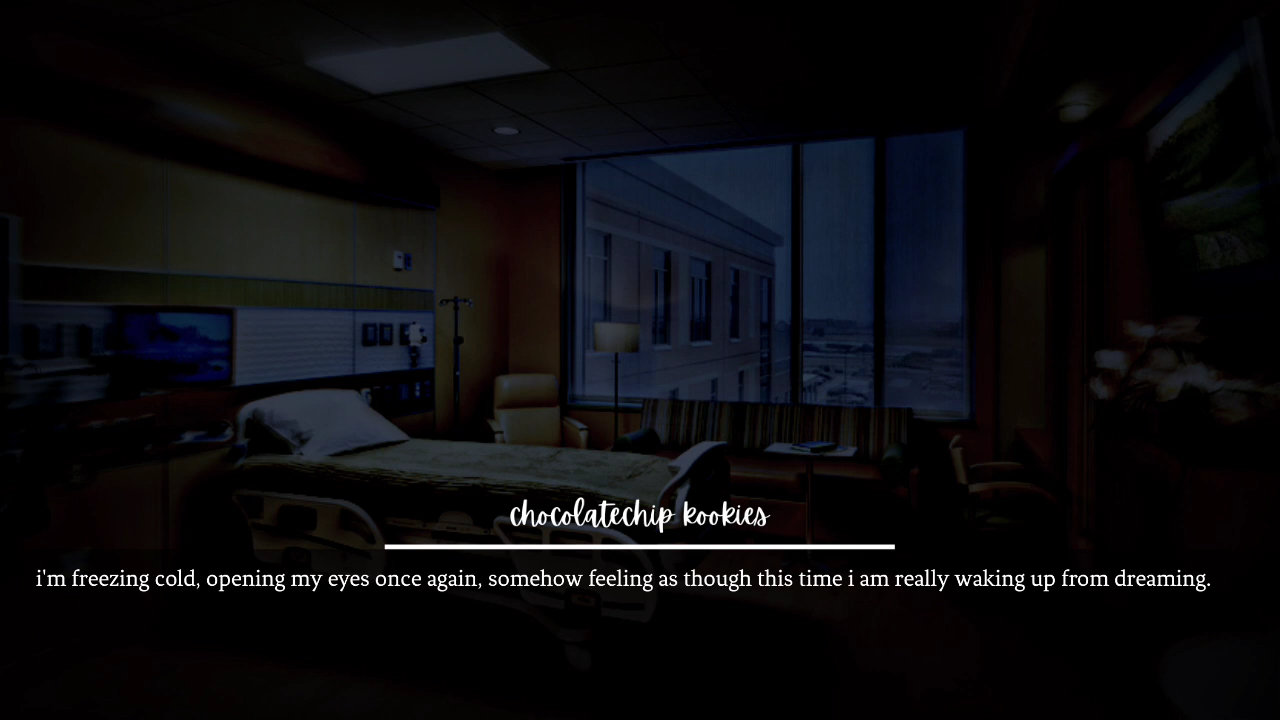 chocolatechip kookies
i'm freezing cold, opening my eyes once again, somehow feeling as though this time i am really waking up from dreaming.